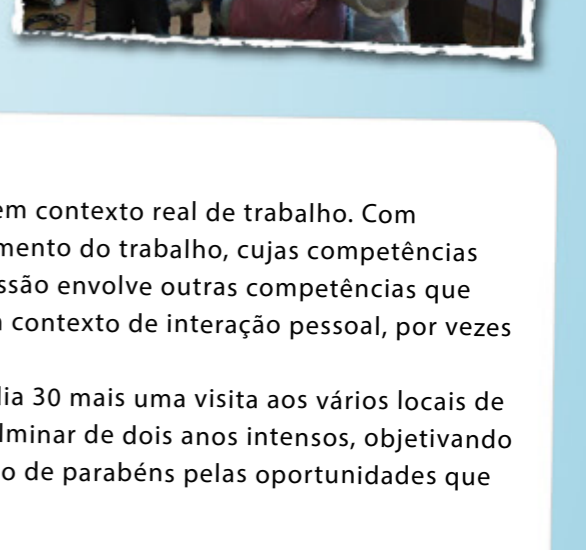 em contexto real de trabalho. Com
mento do trabalho, cujas competências
ssão envolve outras competências que
contexto de interação pessoal, por vezes
dia 30 mais uma visita aos vários locais de
lminar de dois anos intensos, objetivando
o de parabéns pelas oportunidades que